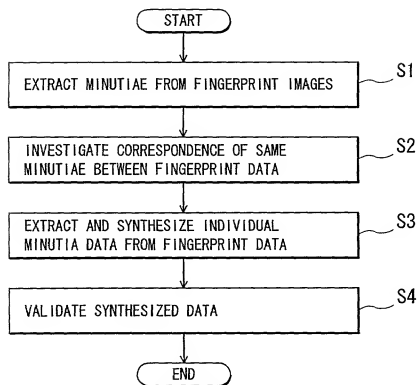 START
EXTRACT MINUTIAE FROM FINGERPRINT IMAGES
S1
INVESTIGATE CORRESPONDENCE OF SAME
MINUTIAE BETWEEN FINGERPRINT DATA
S2
EXTRACT AND SYNTHESIZE INDIVIDUAL
MINUTIA DATA FROM FINGERPRINT DATA
S3
VALIDATE SYNTHESIZED DATA
S4
END